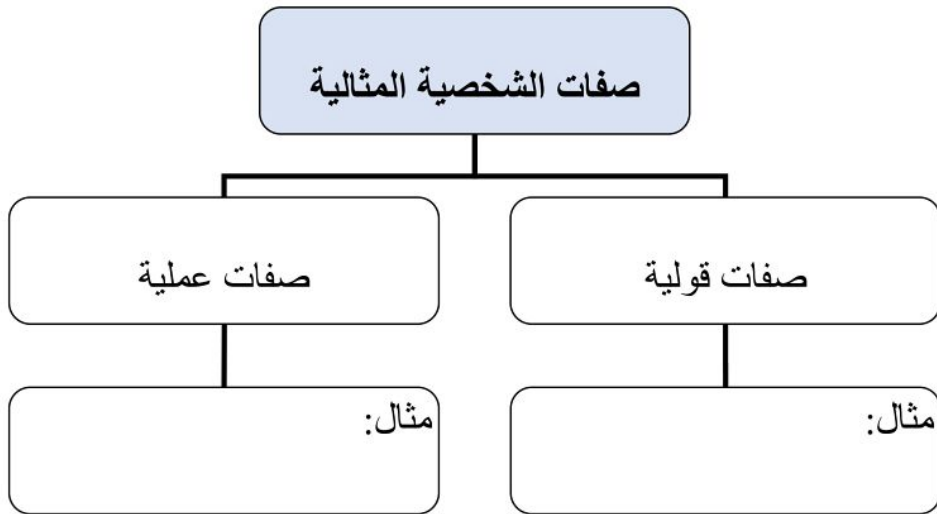 صفات الشخصية المثالية
صفات قولية
صفات عملية
مثال:
مثال: